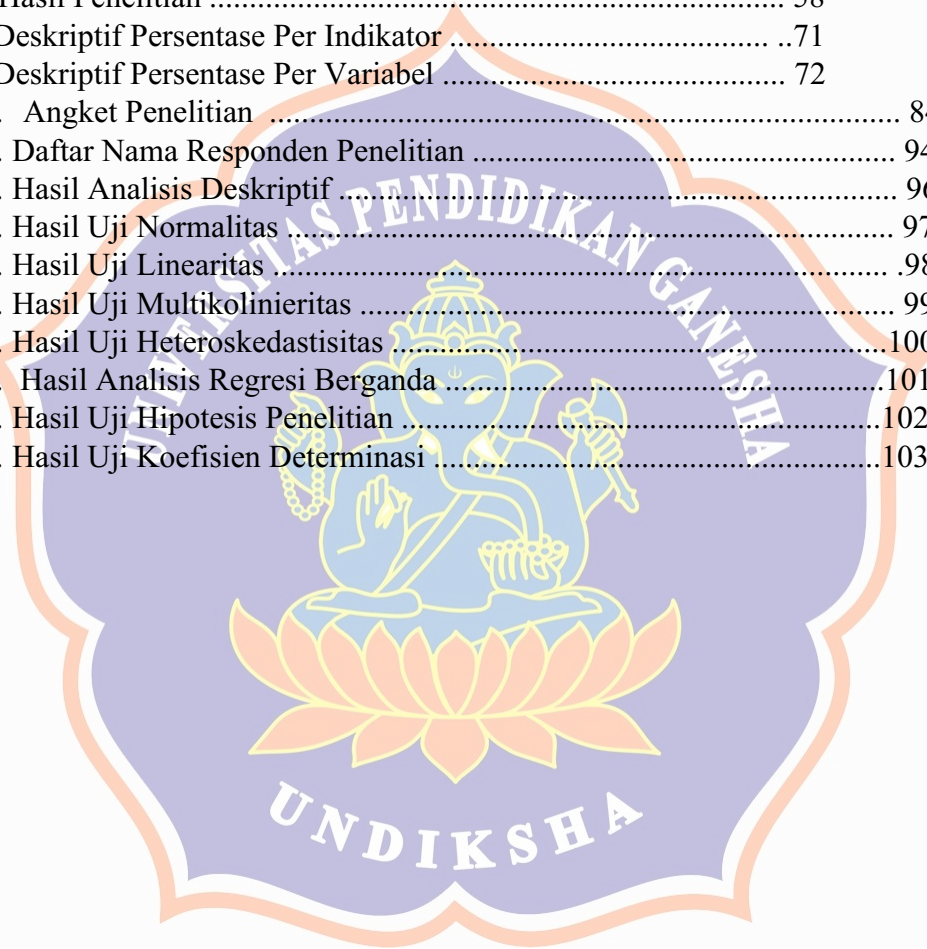 Hasil Penelitian ........................................................................ 58
Deskriptif Persentase Per Indikator ........................................ ..71
Deskriptif Persentase Per Variabel ........................................... 72
. Angket Penelitian ............................................................................... 84
. Daftar Nama Responden Penelitian ..................................................... 94
. Hasil Analisis Deskriptif ...................................................................... 96
. Hasil Uji Normalitas ............................................................................. 97
. Hasil Uji Linearitas ............................................................................. .98
. Hasil Uji Multikolinieritas ................................................................... 99
. Hasil Uji Heteroskedastisitas ..............................................................100
. Hasil Analisis Regresi Berganda .......................................................101
. Hasil Uji Hipotesis Penelitian ............................................................102
. Hasil Uji Koefisien Determinasi ........................................................103
UNIVERSITAS PENDIDIKAN GANESHA
UNDIKSHA